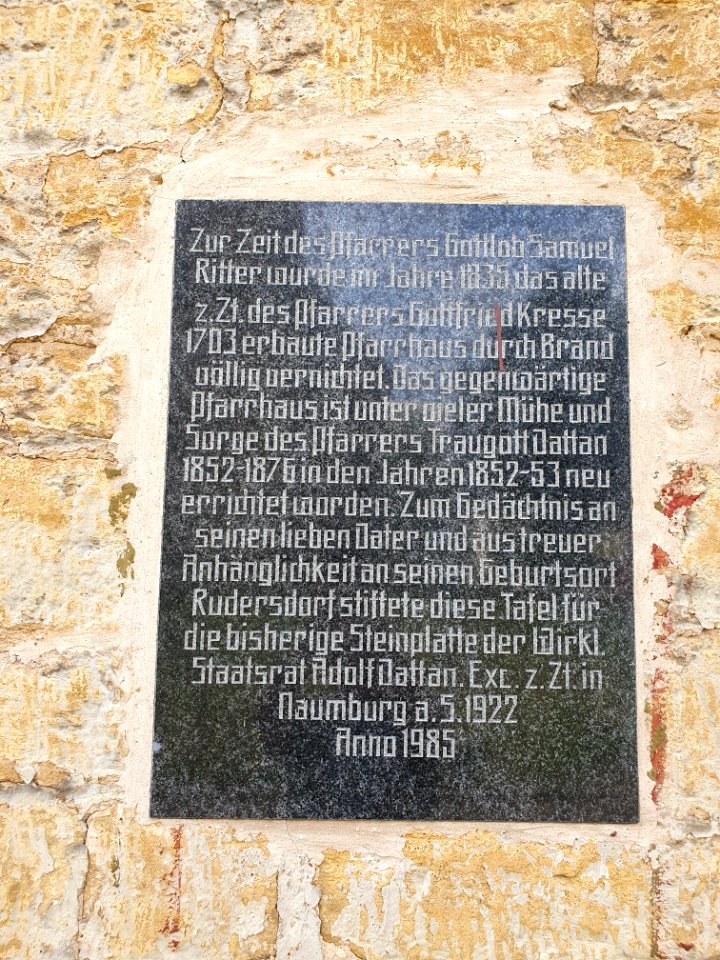 Zur Zeit des Pfarrers Gottlob Samuel
Ritter wurde im Jahre 1835 das alte
z. Zt. des Pfarrers Gottfried Kresse
1703 erbaute Pfarrhaus durch Brand
völlig vernichtet. Das gegenwärtige
Pfarrhaus ist unter vieler Mühe und
Sorge des Pfarrers Traugott Dattan
1852-1876 in den Jahren 1852-53 neu
errichtet worden. Zum Gedächtnis an
seinen lieben Vater und aus treuer
Anhänglichkeit an seinen Geburtsort
Rudersdorf stiftete diese Tafel für
die bisherige Steinplatte der Wirkl.
Staatsrat Adolf Dattan. Exc. z. Zt. in
Naumburg a. S. 1922
Anno 1985